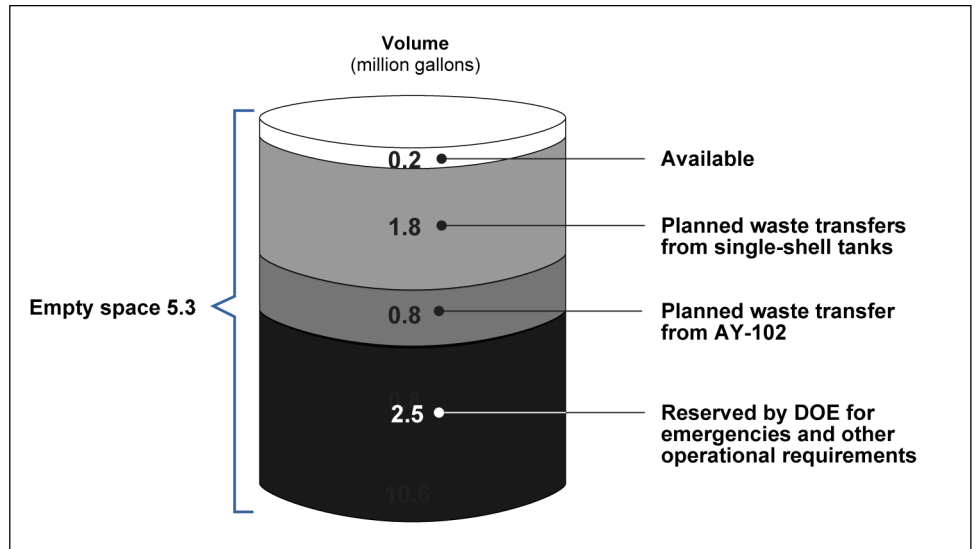 Volume
(million gallons)
0.2
Available
1.8
Planned waste transfers
from single-shell tanks
Empty space 5.3
0.8
Planned waste transfer
from AY-102
0.8
2.5
Reserved by DOE for
emergencies and other
operational requirements
10.6